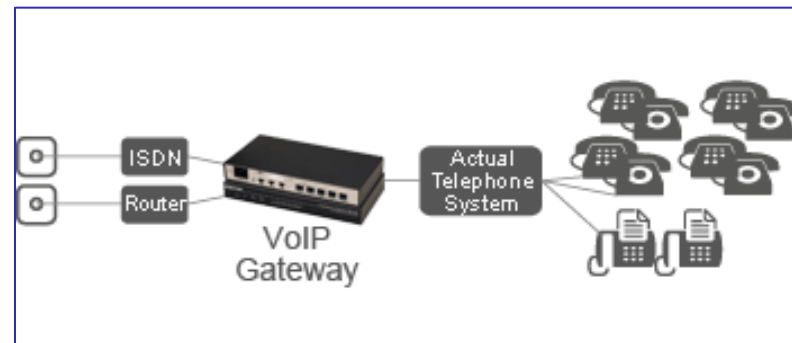 ISDN
Router
VoIP
Gateway
Actual
Telephone
System